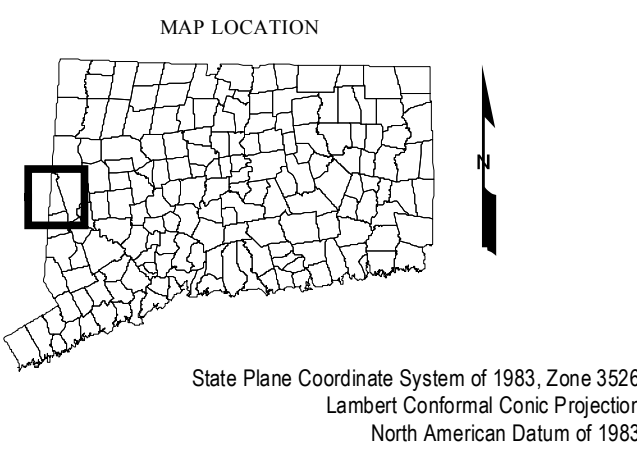 MAP LOCATION
N
State Plane Coordinate System of 1983, Zone 3526
Lambert Conformal Conic Projection
North American Datum of 1983